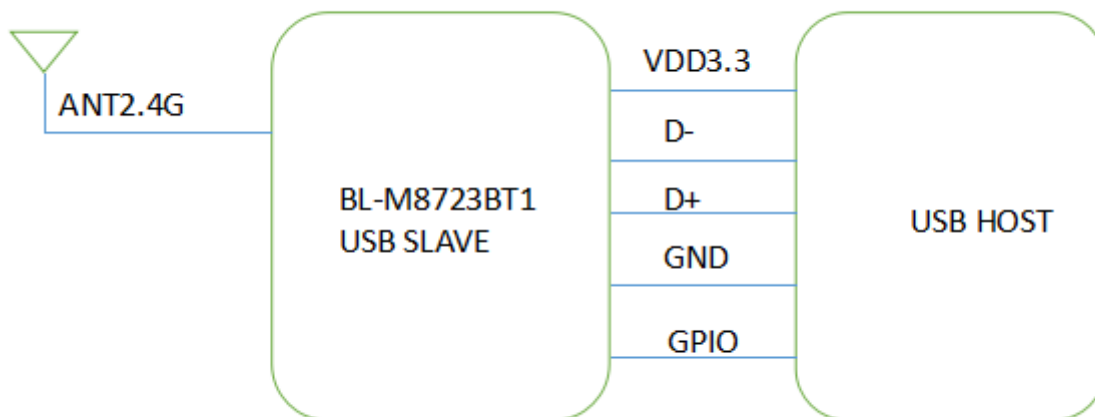 ANT2.4G
BL-M8723BT1
USB SLAVE
VDD3.3
D-
D+
GND
GPIO
USB HOST